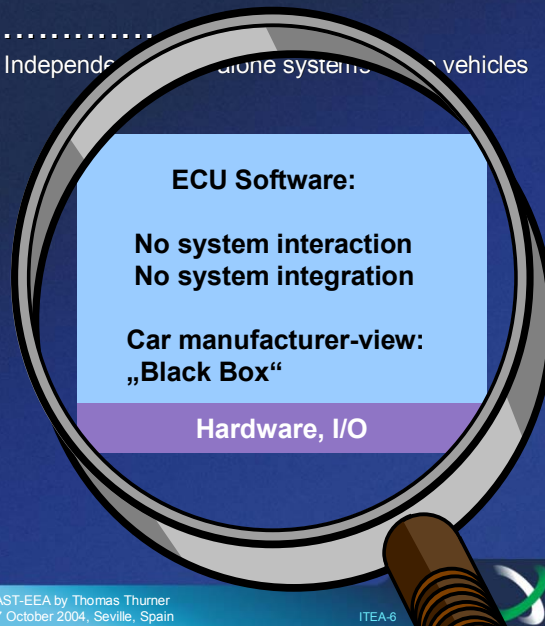 Independe alone systems vehicles
ECU Software:
No system interaction
No system integration
Car manufacturer-view:
„Black Box“
Hardware, I/O
AST-EEA by Thomas Thurner
7 October 2004, Seville, Spain
ITEA-6